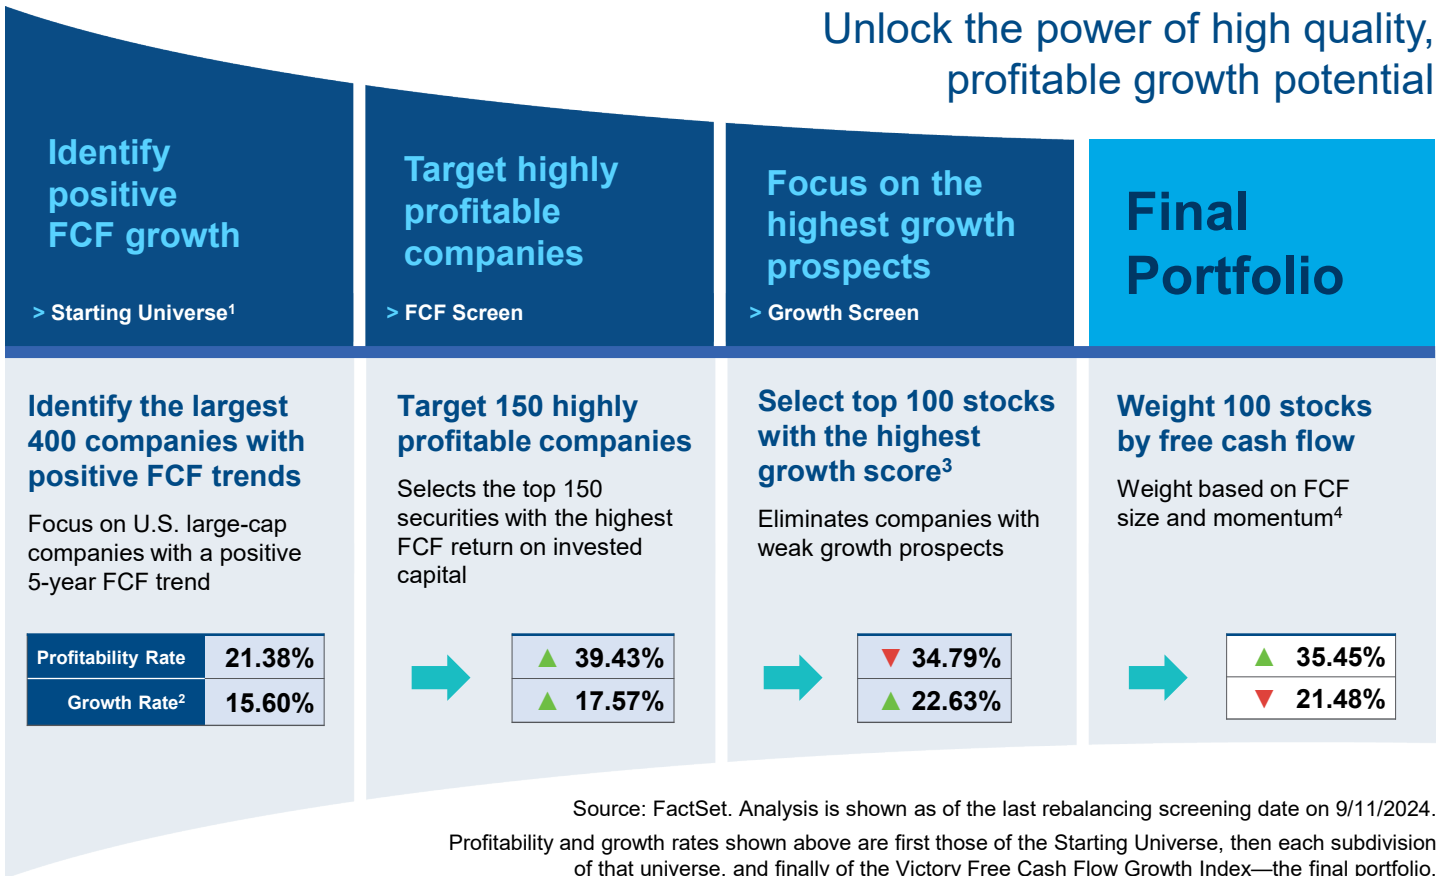 Unlock the power of high quality,
profitable growth potential
Identify
positive
FCF growth
> Starting Universe¹
Target highly
profitable
companies
> FCF Screen
Focus on the
highest growth
prospects
> Growth Screen
Final
Portfolio
Identify the largest
400 companies with
positive FCF trends
Focus on U.S. large-cap
companies with a positive
5-year FCF trend
Profitability Rate 21.38%
Growth Rate² 15.60%
Target 150 highly
profitable companies
Selects the top 150
securities with the highest
FCF return on invested
capital
▲ 39.43%
▲ 17.57%
Select top 100 stocks
with the highest
growth score³
Eliminates companies with
weak growth prospects
▼ 34.79%
▲ 22.63%
Weight 100 stocks
by free cash flow
Weight based on FCF
size and momentum⁴
▲ 35.45%
▼ 21.48%
Source: FactSet. Analysis is shown as of the last rebalancing screening date on 9/11/2024.
Profitability and growth rates shown above are first those of the Starting Universe, then each subdivision
of that universe, and finally of the Victory Free Cash Flow Growth Index—the final portfolio.